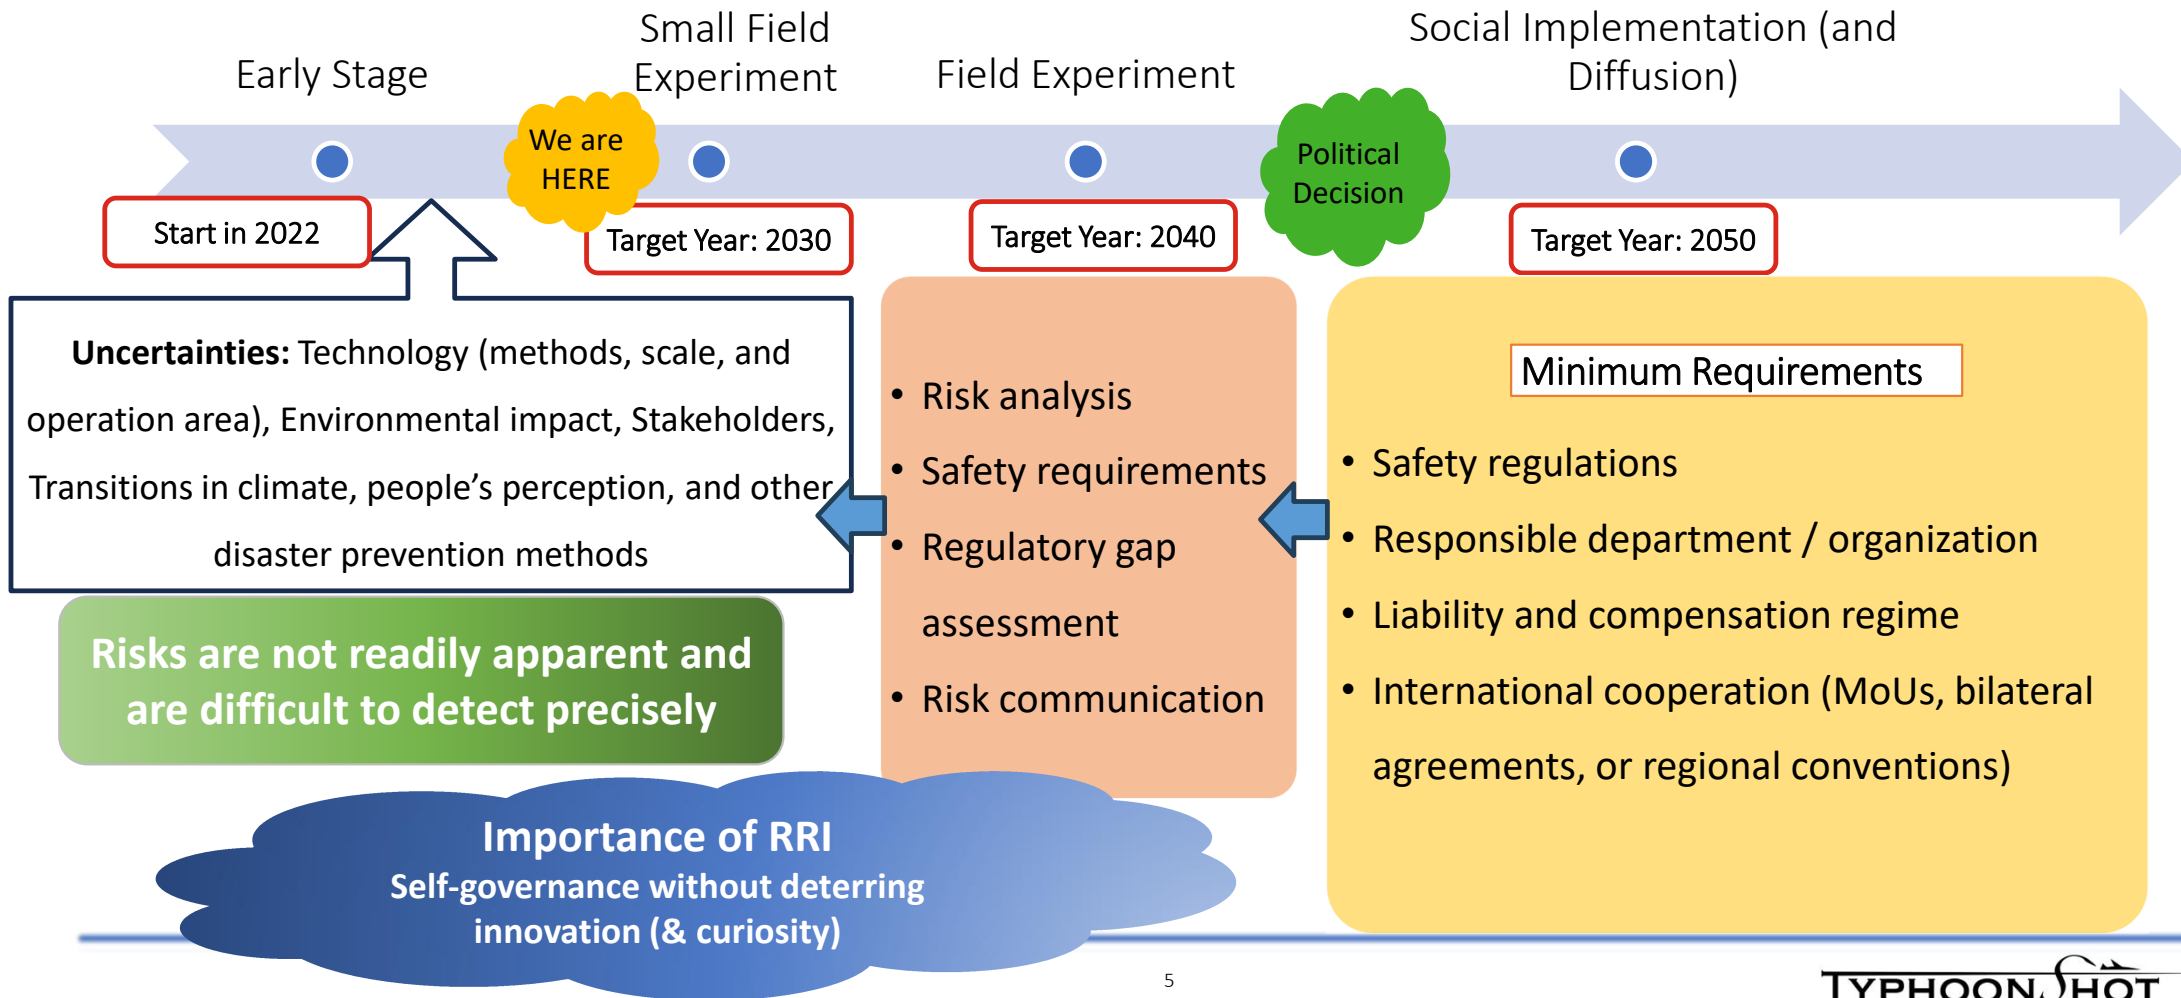 Early Stage
Small Field
Experiment
Field Experiment
Social Implementation (and
Diffusion)
We are
HERE
Political
Decision
Start in 2022
Target Year: 2030
Target Year: 2040
Target Year: 2050
Uncertainties: Technology (methods, scale, and
operation area), Environmental impact, Stakeholders,
Transitions in climate, people’s perception, and other
disaster prevention methods
Risks are not readily apparent and
are difficult to detect precisely
• Risk analysis
• Safety requirements
• Regulatory gap
assessment
• Risk communication
Minimum Requirements
• Safety regulations
• Responsible department / organization
• Liability and compensation regime
• International cooperation (MoUs, bilateral
agreements, or regional conventions)
Importance of RRI
Self-governance without deterring
innovation (& curiosity)
5
TYPHOONSHOT